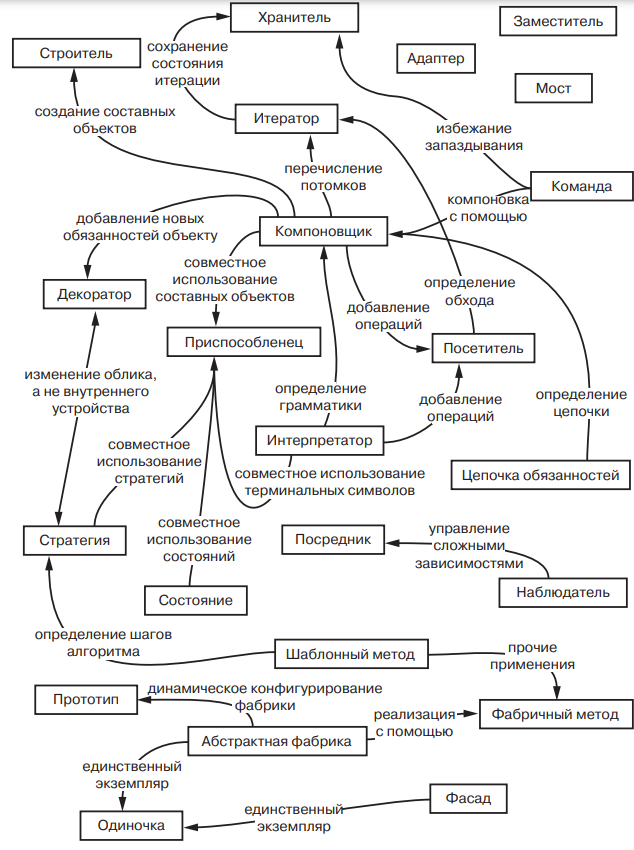 Хранитель
Заместитель
Строитель
сохранение
состояния
итерации
Адаптер
Мост
создание составных
объектов
Итератор
избежание
запаздывания
перечисление
потомков
Команда
компоновка
с помощью
добавление новых
обязанностей объекту
Компоновщик
совместное
использование
составных объектов
Декоратор
определение
обхода
добавление
операций
Приспособленец
Посетитель
изменение облика,
а не внутреннего
устройства
определение
грамматики
добавление
операций
определение
цепочки
совместное
использование
стратегий
Интерпретатор
совместное использование
терминальных символов
Цепочка обязанностей
Стратегия
совместное
использование
состояний
Посредник
управление
сложными
зависимостями
Состояние
Наблюдатель
определение шагов
алгоритма
Шаблонный метод
прочие
применения
Прототип
динамическое конфигурирование
фабрики
реализация
с помощью
Фабричный метод
Абстрактная фабрика
единственный
экземпляр
Фасад
единственный
экземпляр
Одиночка